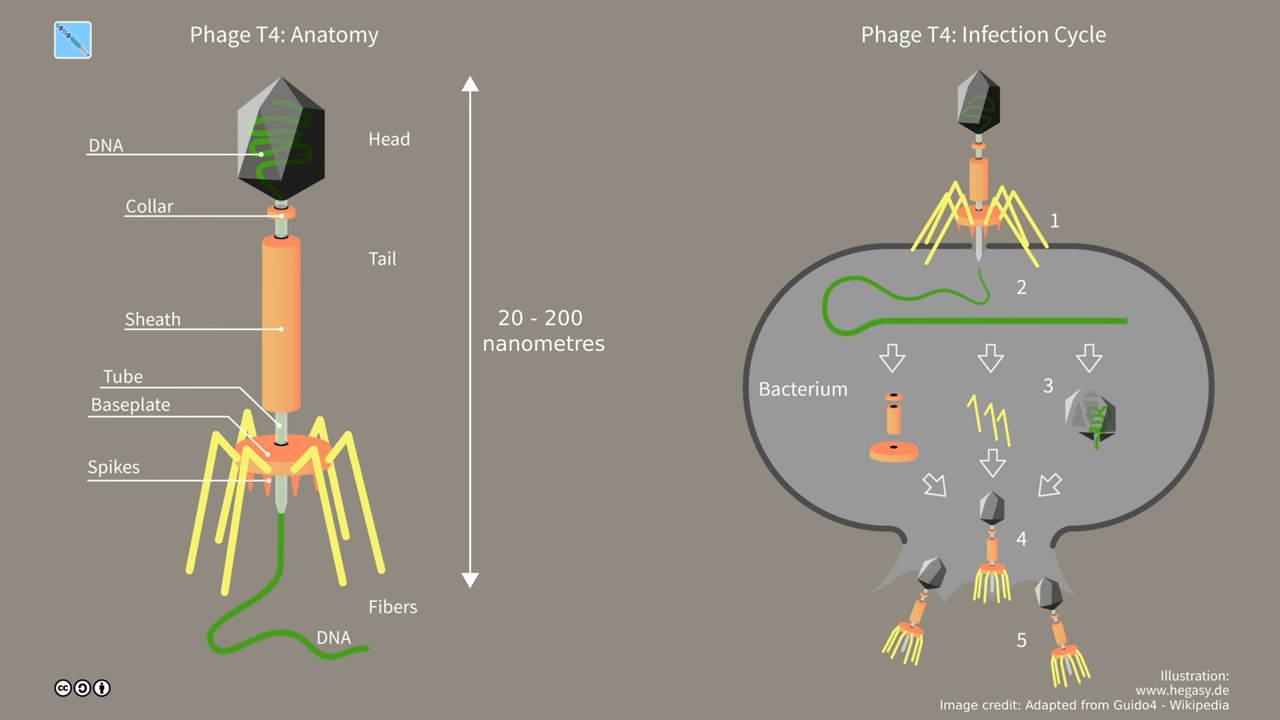 Phage T4: Anatomy
DNA
Collar
Sheath
Tube
Baseplate
Spikes
Head
Tail
Fibers
DNA
20 - 200
nanometres
Phage T4: Infection Cycle
1
2
Bacterium
3
4
5
Illustration:
www.hegasy.de
Image credit: Adapted from Guido4 - Wikipedia
cc